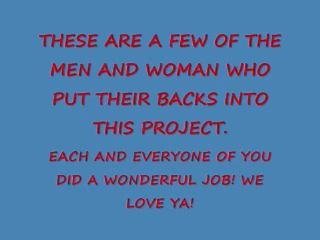 THESE ARE A FEW OF THE
MEN AND WOMAN WHO
PUT THEIR BACKS INTO
THIS PROJECT.
EACH AND EVERYONE OF YOU
DID A WONDERFUL JOB! WE
LOVE YA!